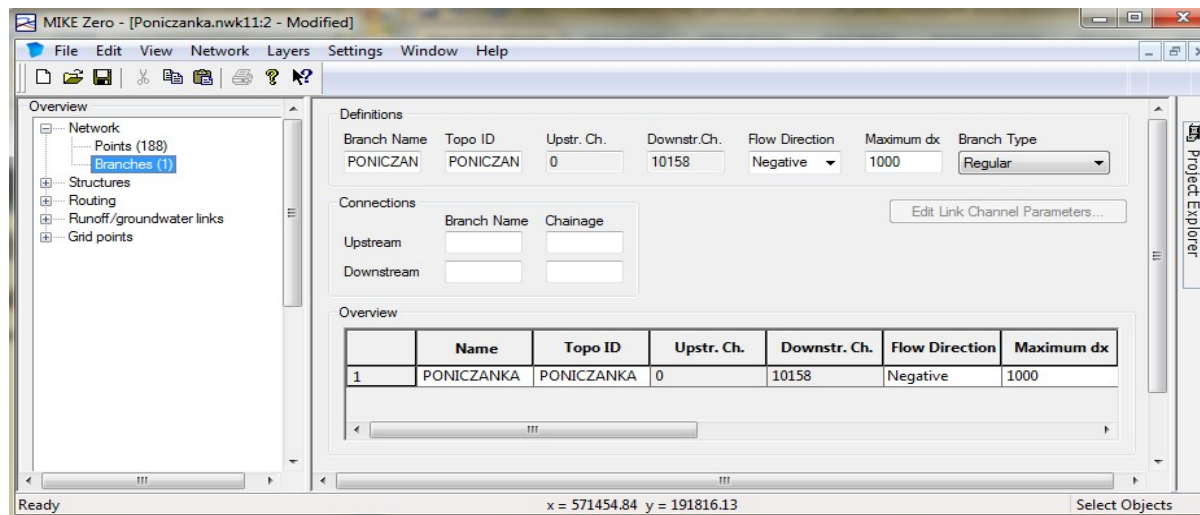 MIKE Zero - [Poniczanka.nwk11:2 - Modified]
File Edit View Network Layers Settings Window Help
Overview
Network
Points (188)
Branches (1)
Structures
Routing
Runoff/groundwater links
Grid points
Definitions
Branch Name Topo ID Upstr. Ch. Downstr.Ch. Flow Direction Maximum dx Branch Type
PONICZAN PONICZAN 0 10158 Negative 1000 Regular
Connections
Branch Name Chainage
Upstream
Downstream
Edit Link Channel Parameters...
Overview
Name Topo ID Upstr. Ch. Downstr. Ch. Flow Direction Maximum dx
1 PONICZANKA PONICZANKA 0 10158 Negative 1000
Project Explorer
Ready x = 571454.84 y = 191816.13 Select Objects